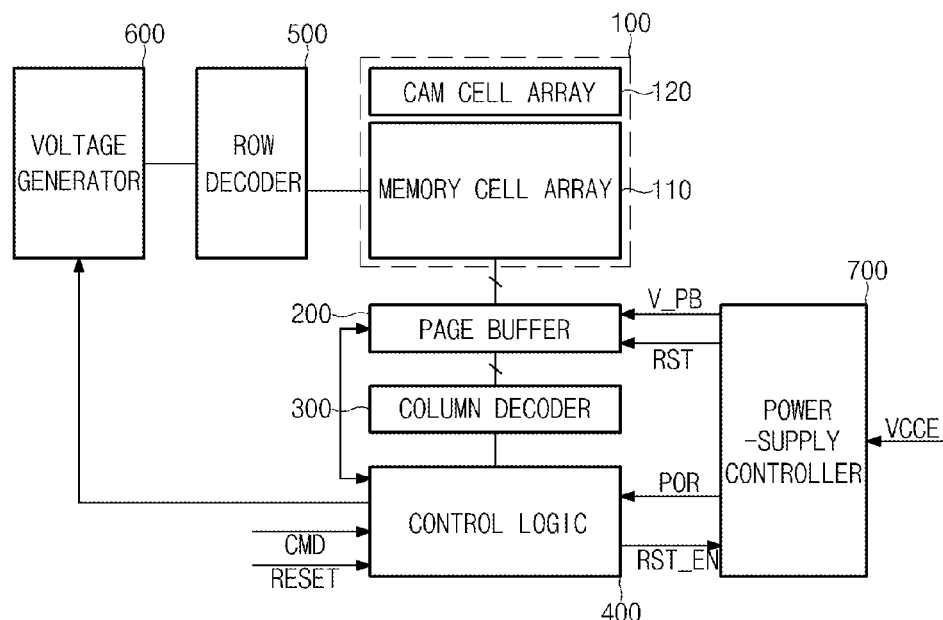 600
500
100
CAM CELL ARRAY
120
VOLTAGE
GENERATOR
ROW
DECODER
MEMORY CELL ARRAY
110
700
200
PAGE BUFFER
V_PB
RST
300
COLUMN DECODER
POWER
-SUPPLY
CONTROLLER
VCCE
CONTROL LOGIC
POR
RST_EN
CMD
RESET
400